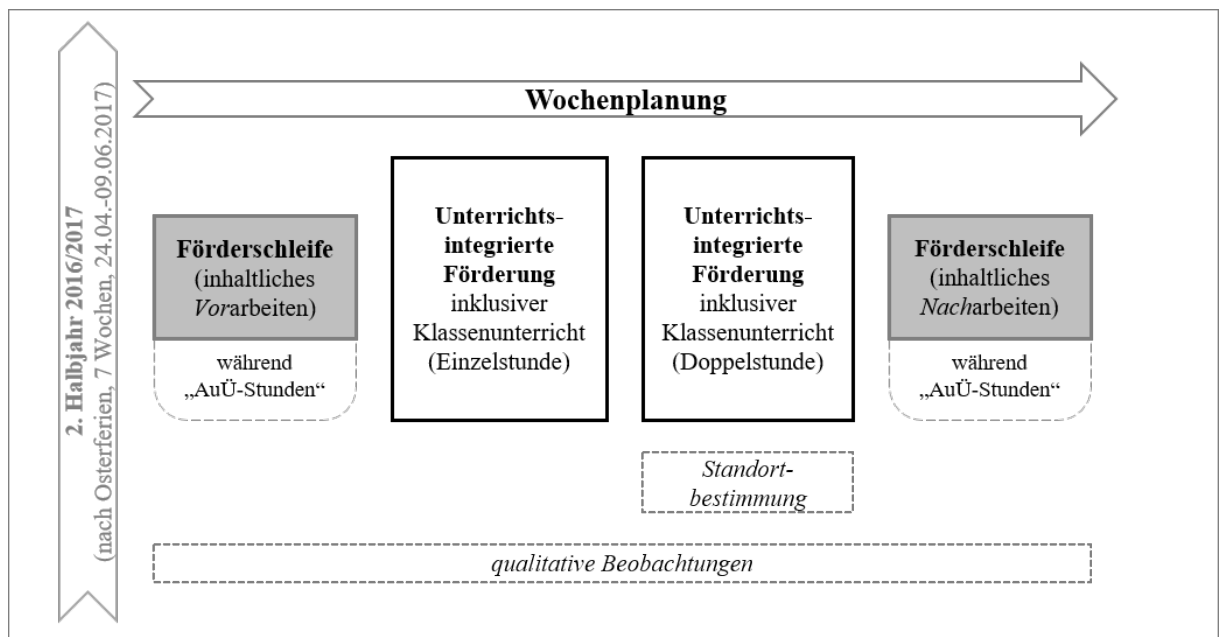 2. Halbjahr 2016/2017
(nach Osterferien, 7 Wochen, 24.04.-09.06.2017)
Wochenplanung
Förderschleife
(inhaltliches
Vorarbeiten)
während
„AuÜ-Stunden“
Unterrichts-
integrierte
Förderung
inklusiver
Klassenunterricht
(Einzelstunde)
Unterrichts-
integrierte
Förderung
inklusiver
Klassenunterricht
(Doppelstunde)
Förderschleife
(inhaltliches
Nacharbeiten)
während
„AuÜ-Stunden“
Standort-
bestimmung
qualitative Beobachtungen